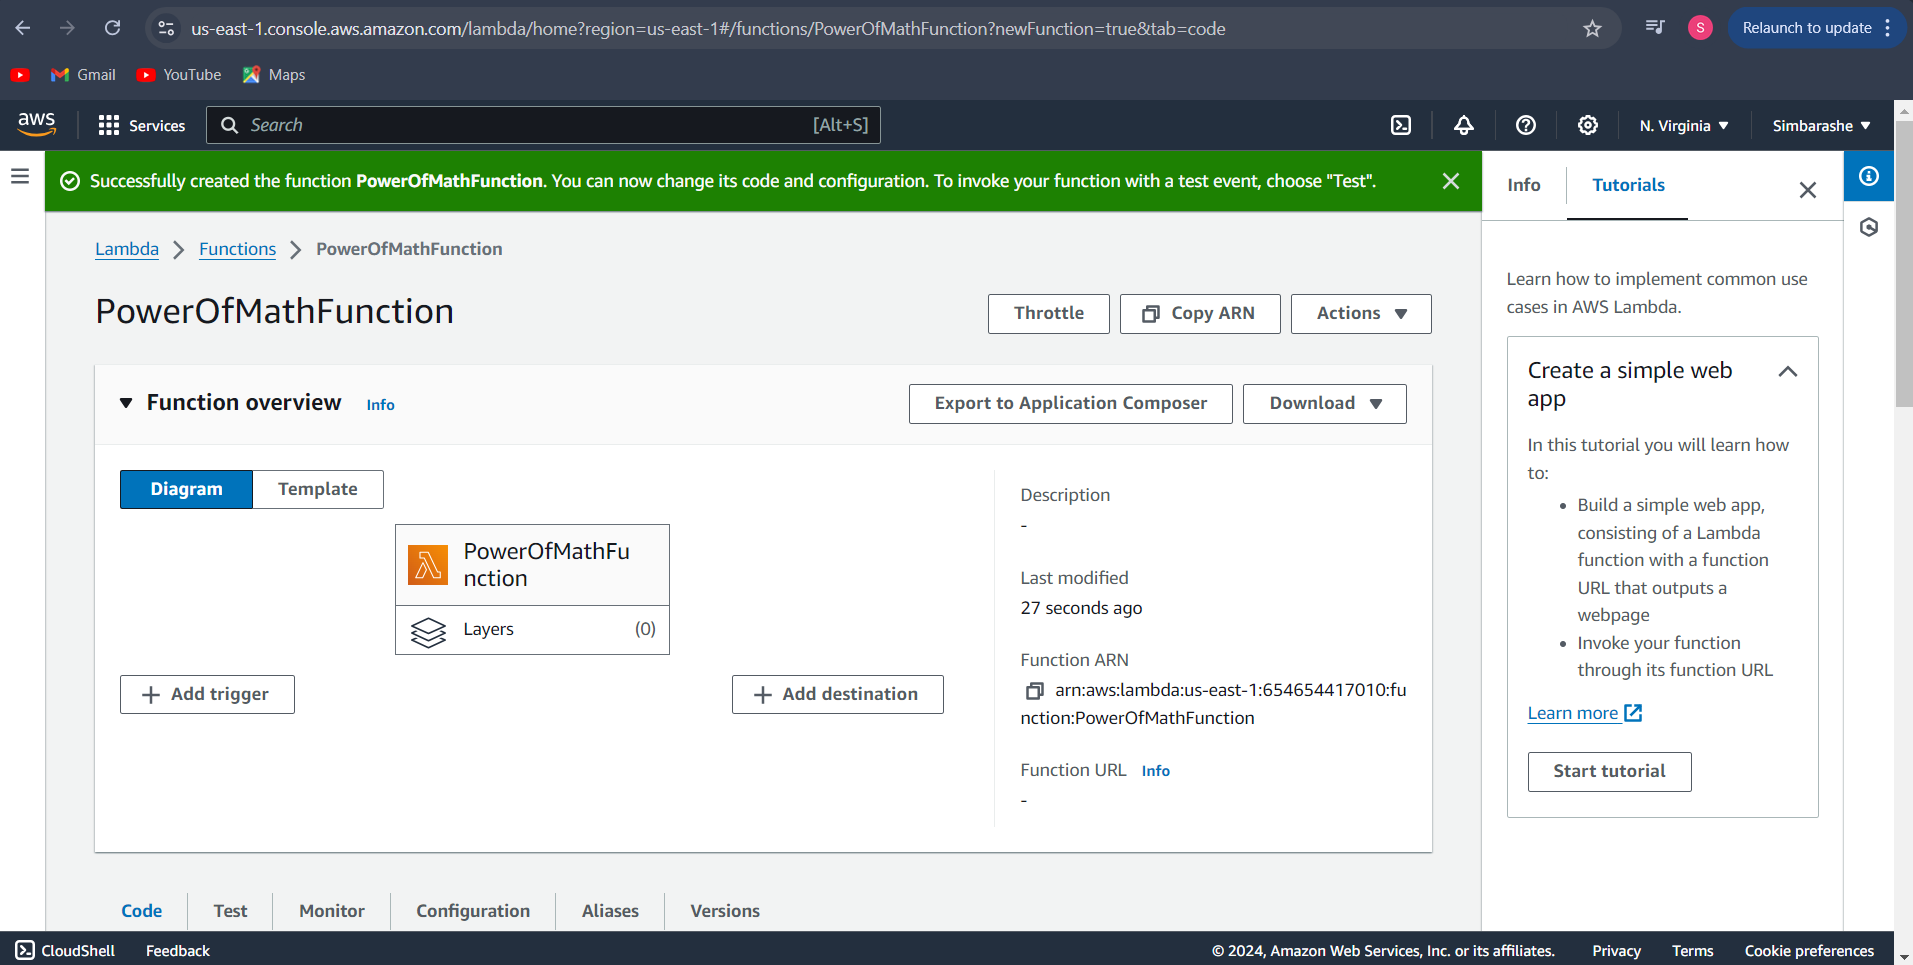 us-east-1.console.aws.amazon.com/lambda/home?region=us-east-1#/functions/PowerOfMathFunction?newFunction=true&tab=code
S
Relaunch to update
Gmail
YouTube
Maps
aws
Services
Search
[Alt+S]
N. Virginia
Simbarashe
Successfully created the function PowerOfMathFunction. You can now change its code and configuration. To invoke your function with a test event, choose "Test".
Lambda
Functions
PowerOfMathFunction
PowerOfMathFunction
Throttle
Copy ARN
Actions
Function overview
Info
Export to Application Composer
Download
Diagram
Template
PowerOfMathFu
nction
Layers
(0)
Add trigger
Add destination
Description
-
Last modified
27 seconds ago
Function ARN
arn:aws:lambda:us-east-1:654654417010:fu
nction:PowerOfMathFunction
Function URL
Info
-
Code
Test
Monitor
Configuration
Aliases
Versions
Info
Tutorials
Learn how to implement common use
cases in AWS Lambda.
Create a simple web
app
In this tutorial you will learn how
to:
• Build a simple web app,
consisting of a Lambda
function with a function
URL that outputs a
webpage
• Invoke your function
through its function URL
Learn more
Start tutorial
CloudShell
Feedback
© 2024, Amazon Web Services, Inc. or its affiliates.
Privacy
Terms
Cookie preferences